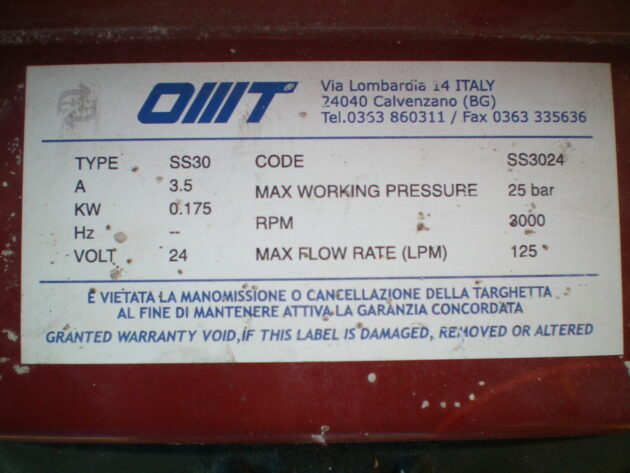 OMT®
Via Lombardia 14 ITALY
24040 Calvenzano (BG)
Tel.0363 860311 / Fax 0363 335636
TYPE SS30 CODE SS3024
A 3.5 MAX WORKING PRESSURE 25 bar
KW 0.175 RPM 3000
Hz --
VOLT 24 MAX FLOW RATE (LPM) 125
È VIETATA LA MANOMISSIONE O CANCELLAZIONE DELLA TARGHETTA
AL FINE DI MANTENERE ATTIVA LA GARANZIA CONCORDATA
GRANTED WARRANTY VOID,IF THIS LABEL IS DAMAGED, REMOVED OR ALTERED